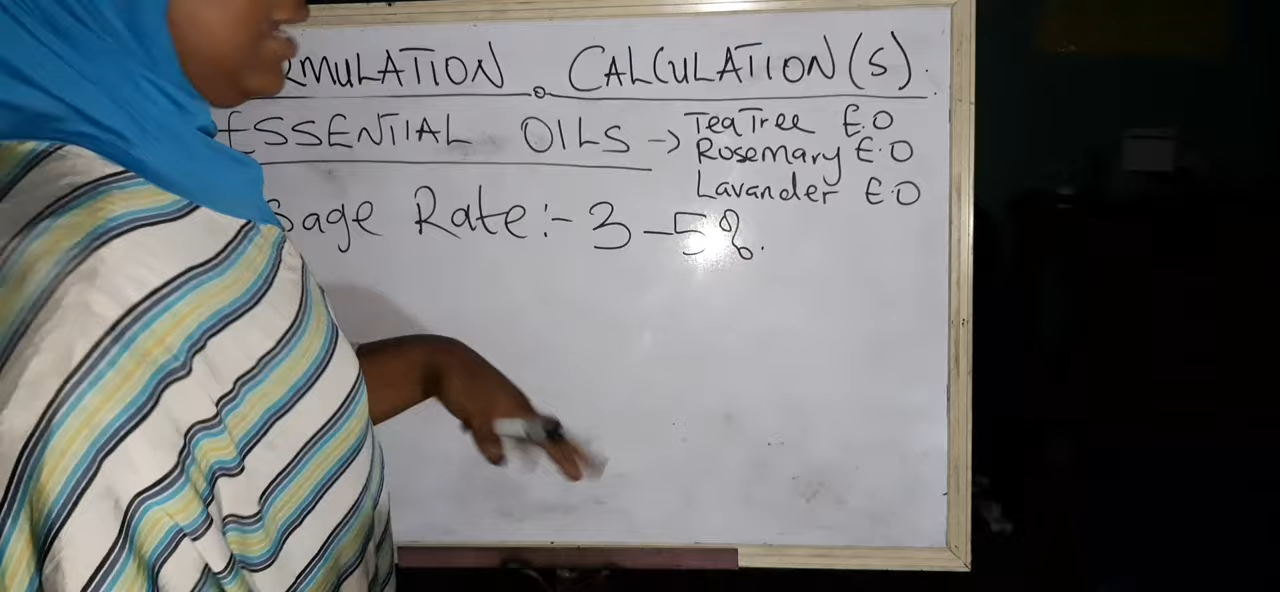 RMULATION CALCULATION(S).
ESSENTIAL OILS → TeaTree E.O
Rosemary E.O
Lavander E.O
sage Rate:- 3-5%.